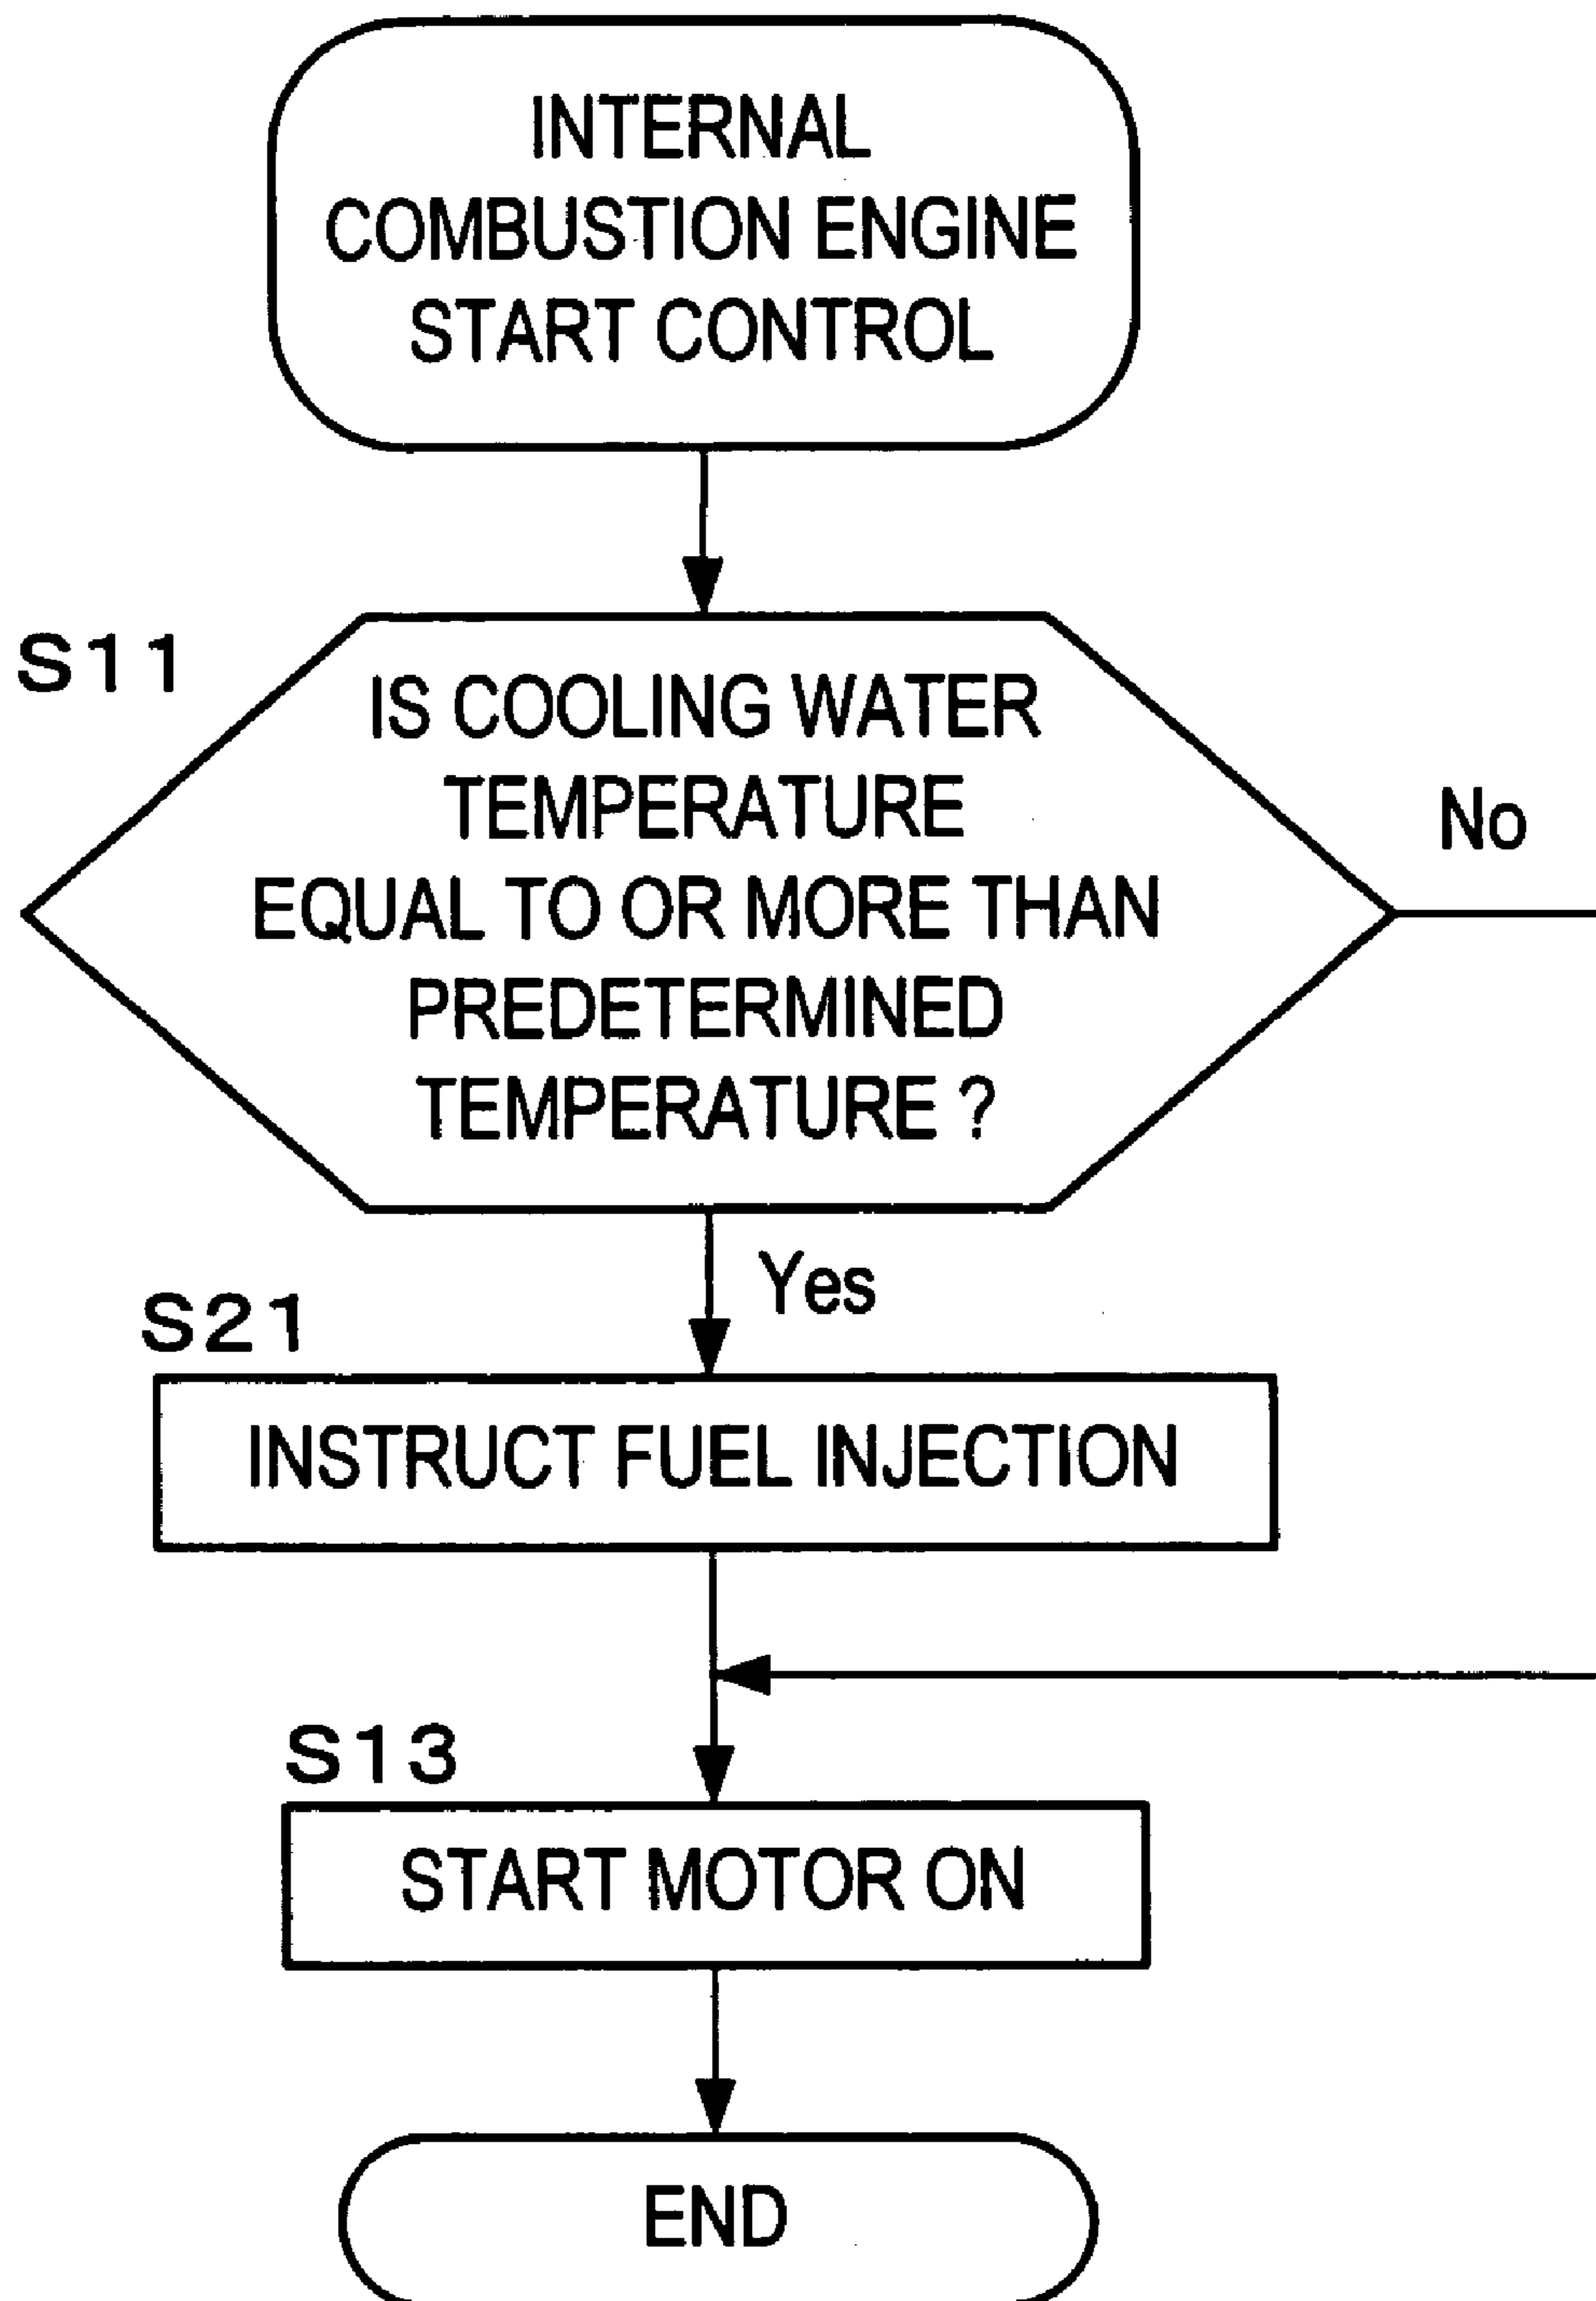 INTERNAL
COMBUSTION ENGINE
START CONTROL
S11
IS COOLING WATER
TEMPERATURE
EQUAL TO OR MORE THAN
PREDETERMINED
TEMPERATURE ?
No
Yes
S21
INSTRUCT FUEL INJECTION
S13
START MOTOR ON
END